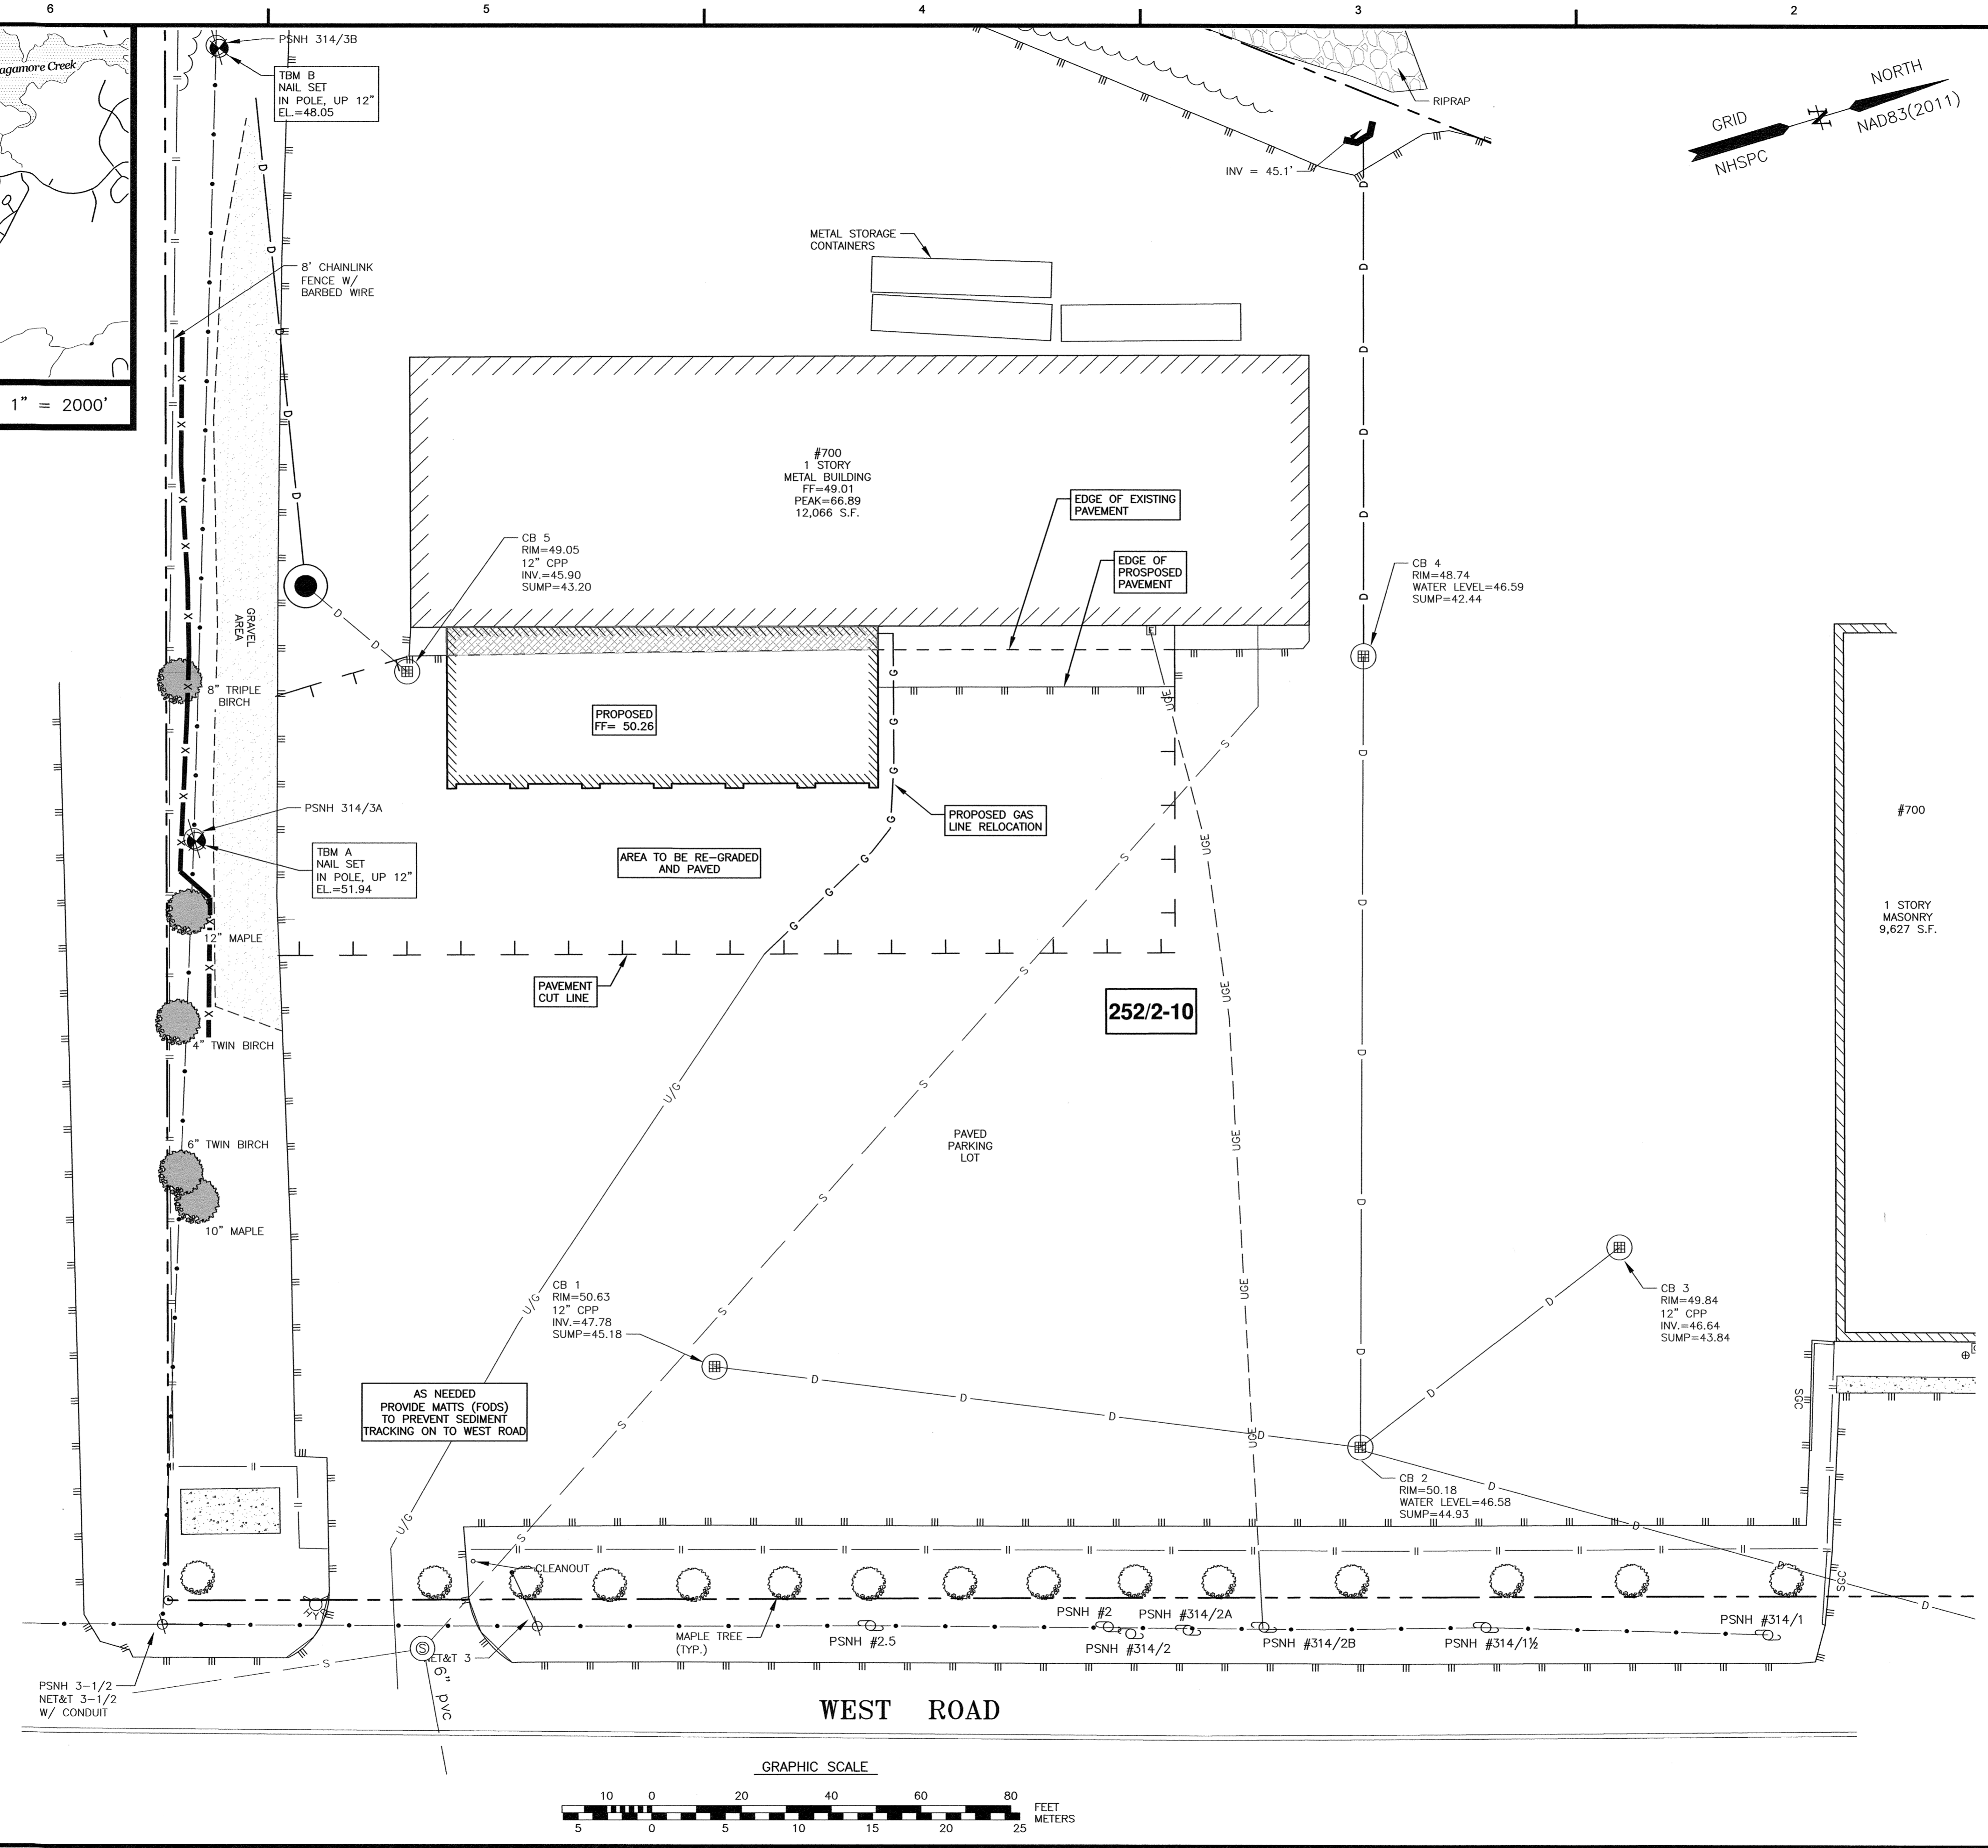 6
5
4
3
2
agamore Creek
1" = 2000'
PSNH 314/3B
TBM B
NAIL SET
IN POLE, UP 12"
EL.=48.05
8' CHAINLINK
FENCE W/
BARBED WIRE
RIPRAP
INV = 45.1'
GRID
NORTH
N
NHSPC
NAD83(2011)
METAL STORAGE
CONTAINERS
#700
1 STORY
METAL BUILDING
FF=49.01
PEAK=66.89
12,066 S.F.
EDGE OF EXISTING
PAVEMENT
EDGE OF
PROSPOSED
PAVEMENT
CB 5
RIM=49.05
12" CPP
INV.=45.90
SUMP=43.20
CB 4
RIM=48.74
WATER LEVEL=46.59
SUMP=42.44
GRAVEL
AREA
8" TRIPLE
BIRCH
PROPOSED
FF= 50.26
E
PSNH 314/3A
TBM A
NAIL SET
IN POLE, UP 12"
EL.=51.94
PROPOSED GAS
LINE RELOCATION
AREA TO BE RE-GRADED
AND PAVED
#700
1 STORY
MASONRY
9,627 S.F.
12" MAPLE
PAVEMENT
CUT LINE
252/2-10
4" TWIN BIRCH
6" TWIN BIRCH
10" MAPLE
PAVED
PARKING
LOT
CB 1
RIM=50.63
12" CPP
INV.=47.78
SUMP=45.18
CB 3
RIM=49.84
12" CPP
INV.=46.64
SUMP=43.84
AS NEEDED
PROVIDE MATTS (FODS)
TO PREVENT SEDIMENT
TRACKING ON TO WEST ROAD
CB 2
RIM=50.18
WATER LEVEL=46.58
SUMP=44.93
D
S
G
X
U/G
UGE
SGC
SGC
CLEANOUT
HY
MAPLE TREE
(TYP.)
NET&T 3
6" PVC
PSNH #2.5
PSNH #2
PSNH #314/2
PSNH #314/2A
PSNH #314/2B
PSNH #314/1½
PSNH #314/1
PSNH 3-1/2
NET&T 3-1/2
W/ CONDUIT
WEST ROAD
GRAPHIC SCALE
10 0 20 40 60 80
FEET
METERS
5 0 5 10 15 20 25